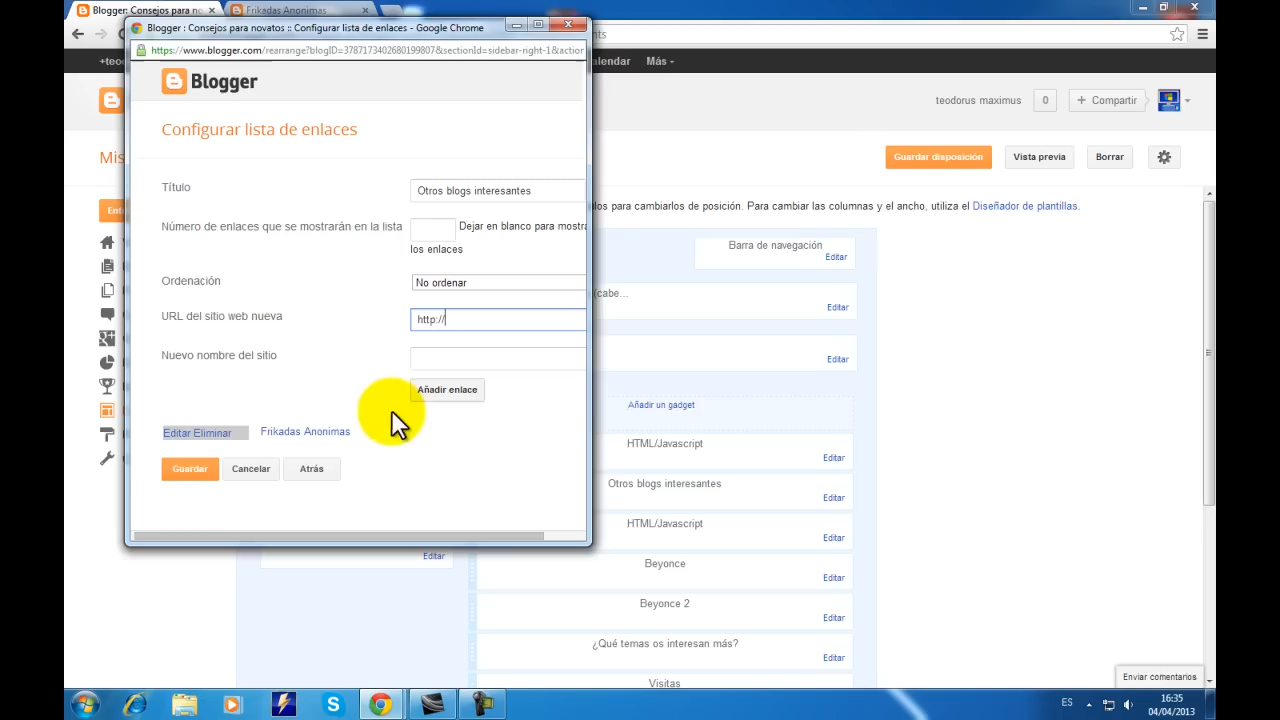 Blogger: Consejos para no
Frikadas Anonimas
Blogger : Consejos para novatos :: Configurar lista de enlaces - Google Chrome
https://www.blogger.com/rearrange?blogID=3787173402680199807&sectionId=sidebar-right-1&action
nts
+teo
alendar
Más
Blogger
teodorus maximus
0
+ Compartir
Configurar lista de enlaces
Mis
Guardar disposición
Vista previa
Borrar
Título
Otros blogs interesantes
los para cambiarlos de posición. Para cambiar las columnas y el ancho, utiliza el Diseñador de plantillas.
Número de enlaces que se mostrarán en la lista
Dejar en blanco para mostra
los enlaces
Barra de navegación
Editar
Ordenación
No ordenar
(cabe...
Editar
URL del sitio web nueva
http://
Nuevo nombre del sitio
Editar
Añadir enlace
Añadir un gadget
Editar Eliminar
Frikadas Anonimas
HTML/Javascript
Editar
Guardar
Cancelar
Atrás
Otros blogs interesantes
Editar
HTML/Javascript
Editar
Editar
Beyonce
Editar
Beyonce 2
Editar
¿Qué temas os interesan más?
Editar
Visitas
Enviar comentarios
ES
16:35
04/04/2013